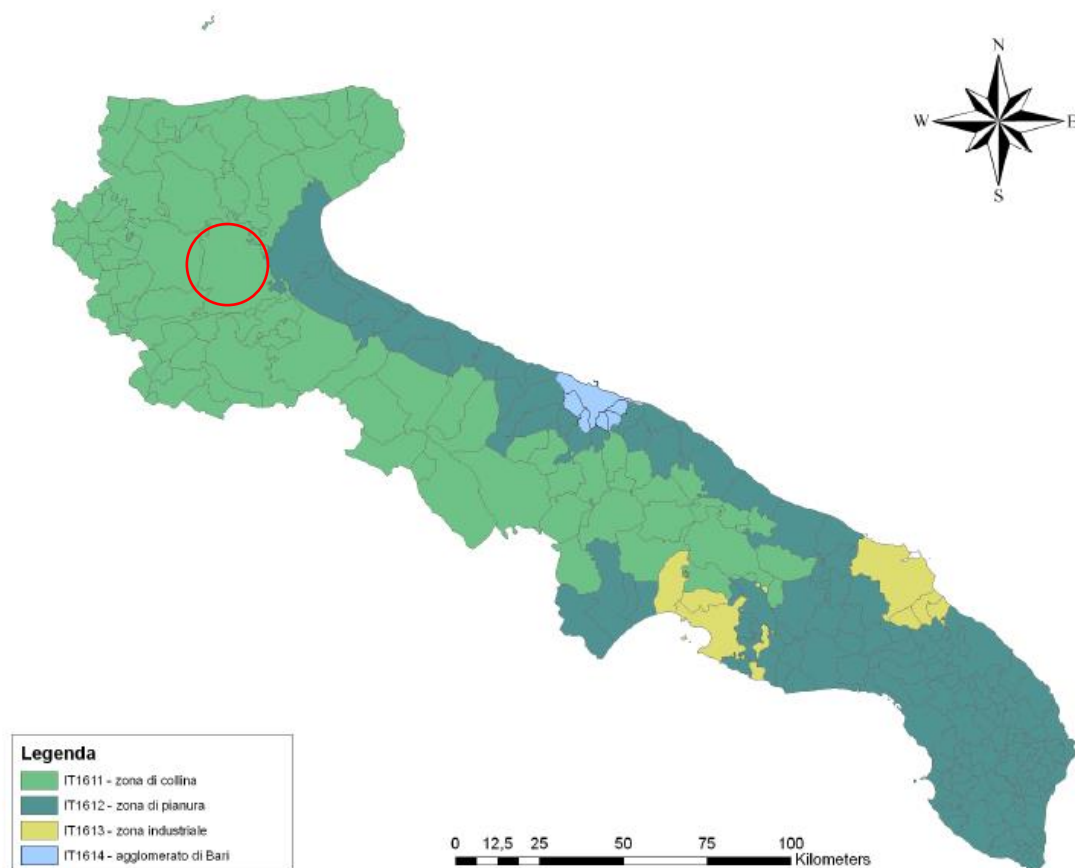 N
W E
S
Legenda
IT1611 - zona di collina
IT1612 - zona di pianura
IT1613 - zona industriale
IT1614 - agglomerato di Bari
0 12,5 25 50 75 100
Kilometers